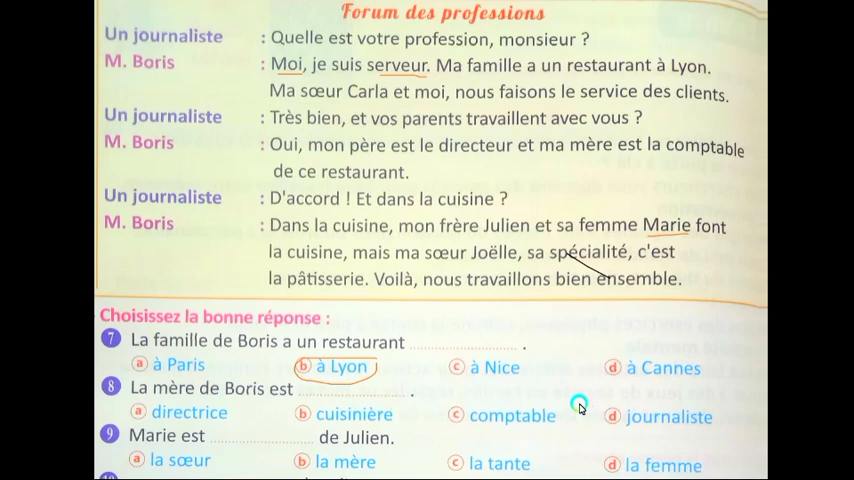 Forum des professions
Un journaliste : Quelle est votre profession, monsieur ?
M. Boris : Moi, je suis serveur. Ma famille a un restaurant à Lyon.
Ma sœur Carla et moi, nous faisons le service des clients.
Un journaliste : Très bien, et vos parents travaillent avec vous ?
M. Boris : Oui, mon père est le directeur et ma mère est la comptable
de ce restaurant.
Un journaliste : D'accord ! Et dans la cuisine ?
M. Boris : Dans la cuisine, mon frère Julien et sa femme Marie font
la cuisine, mais ma sœur Joëlle, sa spécialité, c'est
la pâtisserie. Voilà, nous travaillons bien ensemble.
Choisissez la bonne réponse :
7 La famille de Boris a un restaurant .................... .
a à Paris b à Lyon c à Nice d à Cannes
8 La mère de Boris est .................... .
a directrice b cuisinière c comptable d journaliste
9 Marie est .................... de Julien.
a la sœur b la mère c la tante d la femme